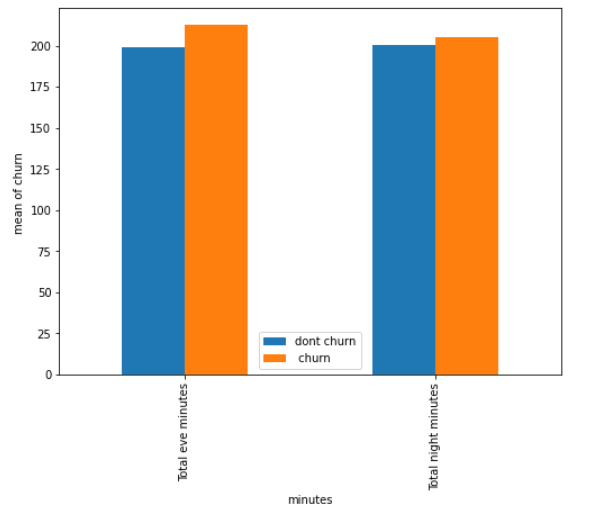 mean of churn
200
175
150
125
100
75
50
25
0
dont churn
churn
Total eve minutes
Total night minutes
minutes